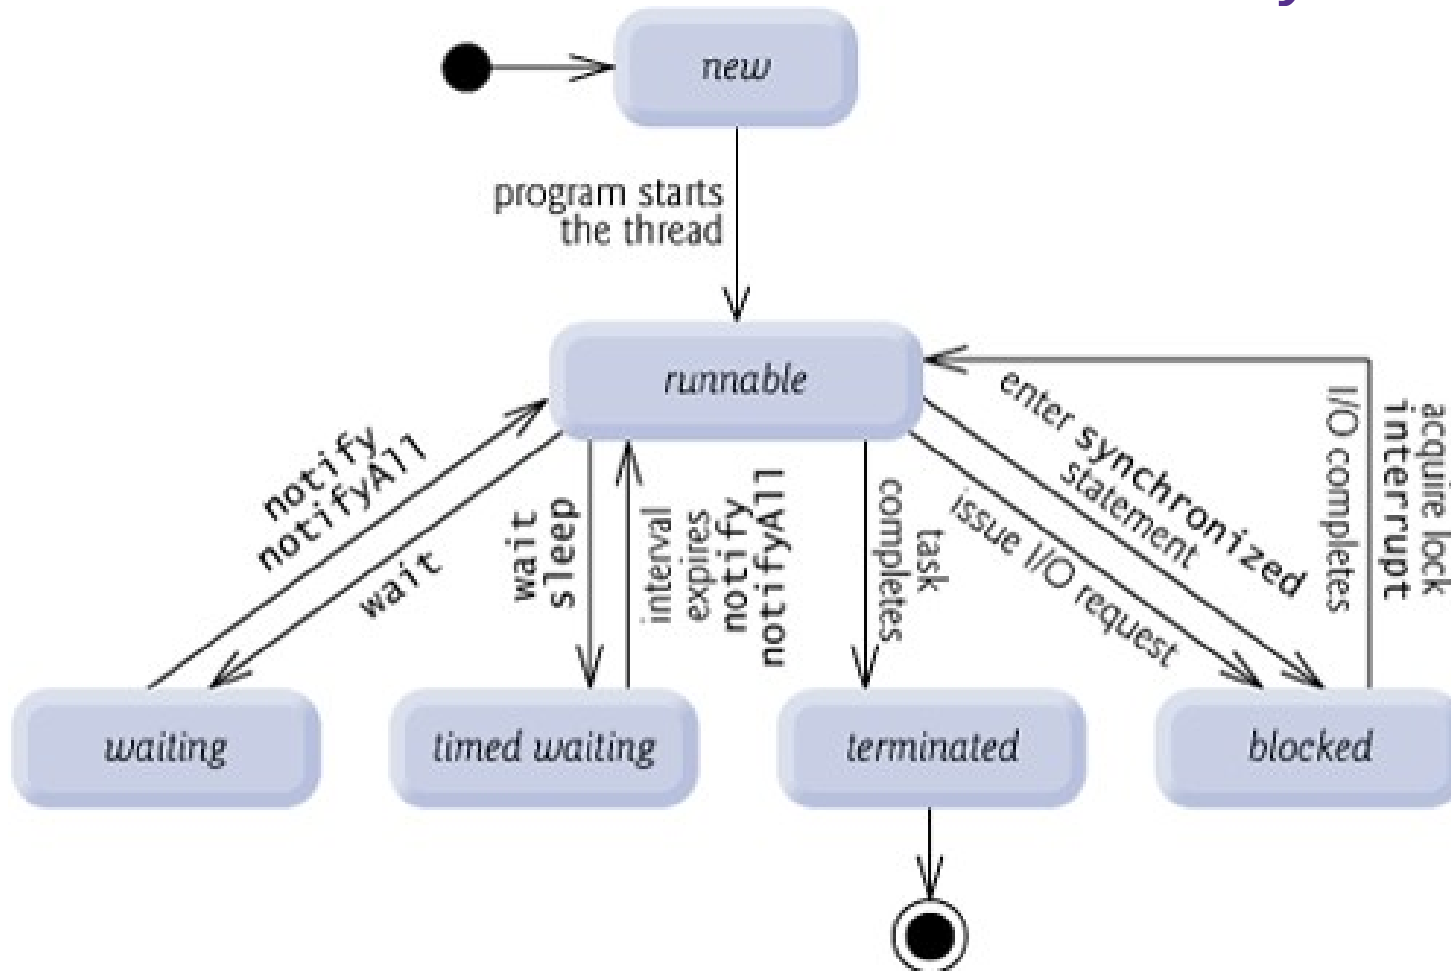 new
program starts
the thread
runnable
notify
notifyAll
wait
wait
sleep
interval
expires
notify
notifyAll
task
completes
issue I/O request
enter synchronized
statement
I/O completes
acquire lock
interrupt
waiting
timed waiting
terminated
blocked